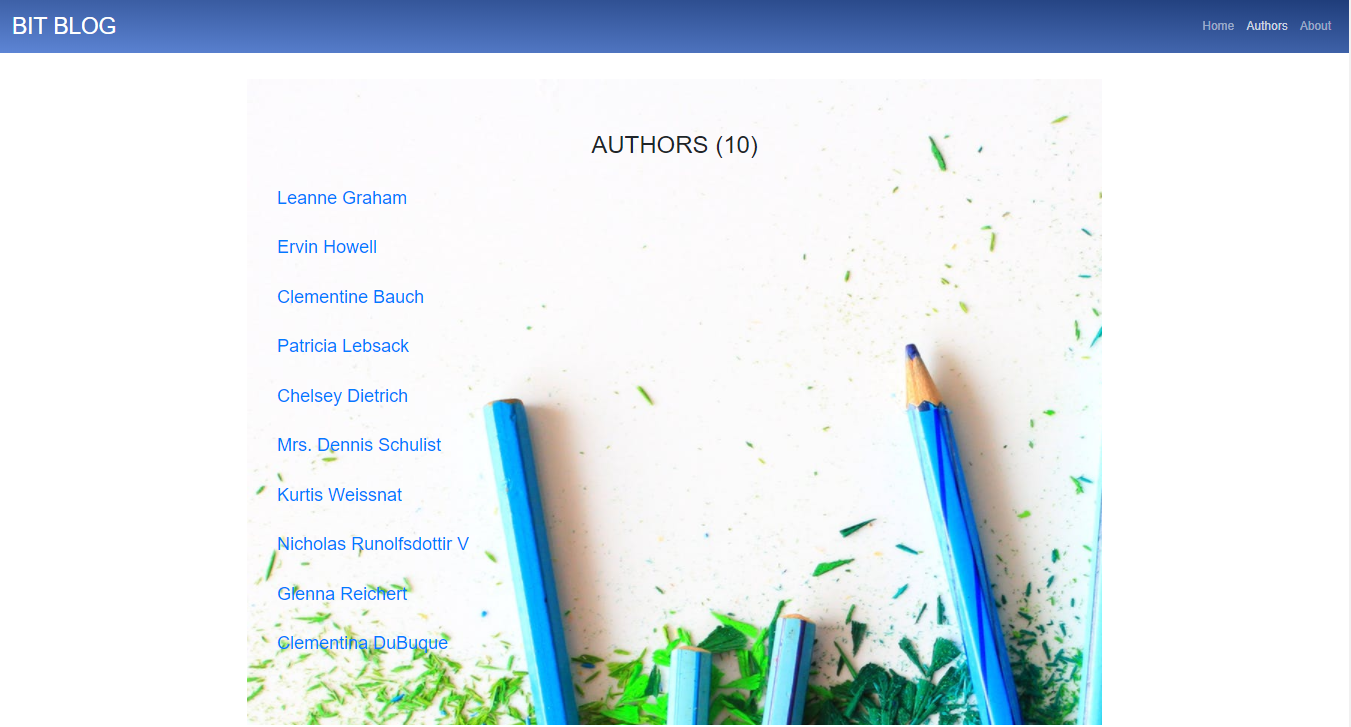 BIT BLOG
Home Authors About
AUTHORS (10)
Leanne Graham
Ervin Howell
Clementine Bauch
Patricia Lebsack
Chelsey Dietrich
Mrs. Dennis Schulist
Kurtis Weissnat
Nicholas Runolfsdottir V
Glenna Reichert
Clementina DuBuque